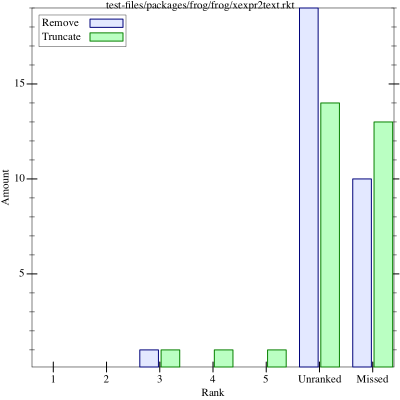 test-files/packages/frog/frog/xexpr2text.rkt
Remove
Truncate
15
10
5
Amount
1 2 3 4 5 Unranked Missed
Rank